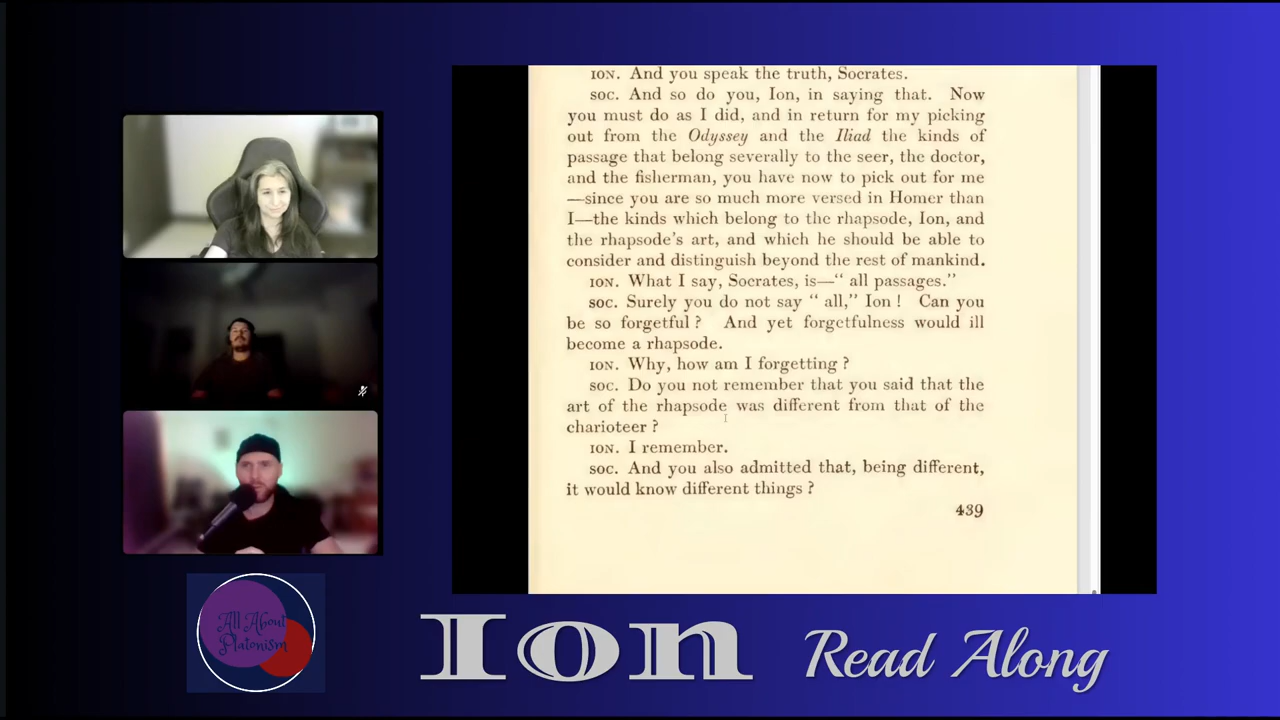 ION. And you speak the truth, Socrates.
SOC. And so do you, Ion, in saying that. Now
you must do as I did, and in return for my picking
out from the Odyssey and the Iliad the kinds of
passage that belong severally to the seer, the doctor,
and the fisherman, you have now to pick out for me
—since you are so much more versed in Homer than
I—the kinds which belong to the rhapsode, Ion, and
the rhapsode's art, and which he should be able to
consider and distinguish beyond the rest of mankind.
ION. What I say, Socrates, is—“ all passages.”
SOC. Surely you do not say “ all,” Ion ! Can you
be so forgetful ? And yet forgetfulness would ill
become a rhapsode.
ION. Why, how am I forgetting ?
SOC. Do you not remember that you said that the
art of the rhapsode was different from that of the
charioteer ?
ION. I remember.
SOC. And you also admitted that, being different,
it would know different things ?
439
All About
Platonism
Ion Read Along